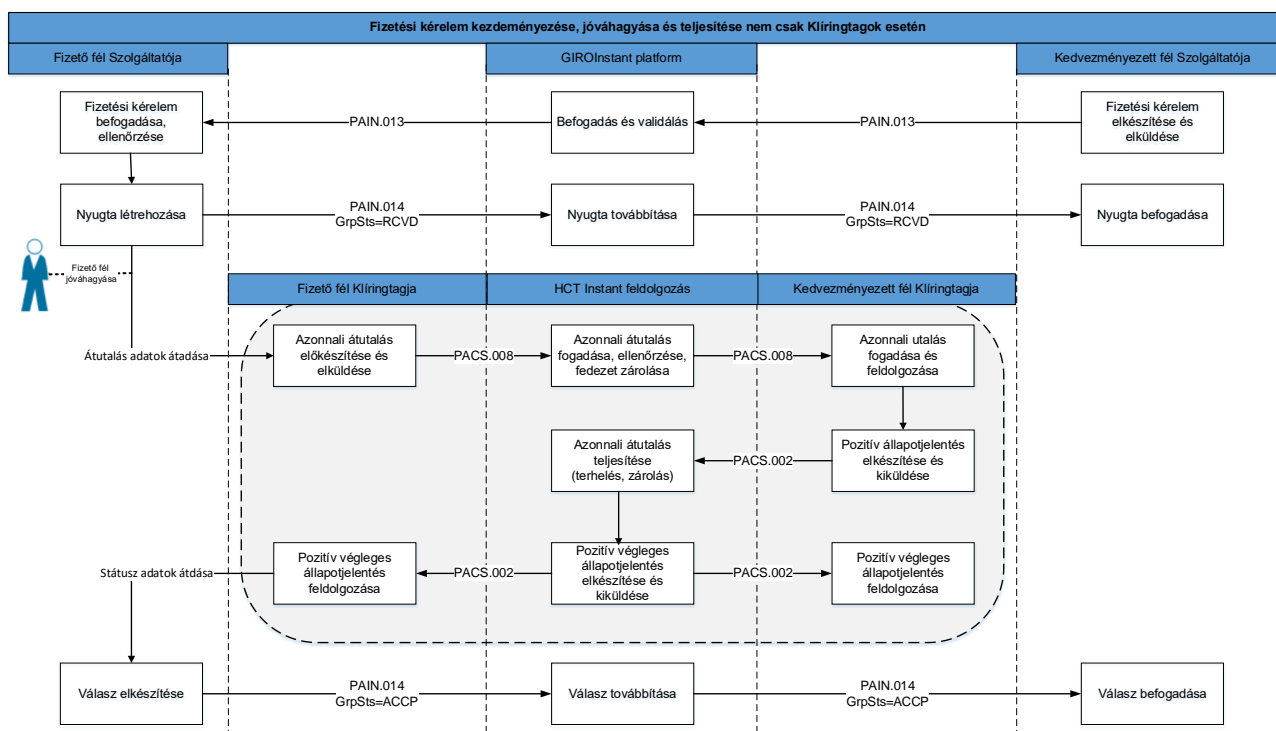 Fizetési kérelem kezdeményezése, jóváhagyása és teljesítése nem csak Klíringtagok esetén
Fizető fél Szolgáltatója
GIROInstant platform
Kedvezményezett fél Szolgáltatója
Fizetési kérelem
befogadása,
ellenőrzése
PAIN.013
Befogadás és validálás
PAIN.013
Fizetési kérelem
elkészítése és
elküldése
Nyugta létrehozása
PAIN.014
GrpSts=RCVD
Nyugta továbbítása
PAIN.014
GrpSts=RCVD
Nyugta befogadása
Fizető fél
jóváhagyása
Fizető fél Klíringtagja
HCT Instant feldolgozás
Kedvezményezett fél Klíringtagja
Átutalás adatok átadása
Azonnali átutalás
előkészítése és
elküldése
PACS.008
Azonnali átutalás
fogadása, ellenőrzése,
fedezet zárolása
PACS.008
Azonnali utalás
fogadása és
feldolgozása
Azonnali átutalás
teljesítése
(terhelés, zárolás)
PACS.002
Pozitív állapotjelentés
elkészítése és
kiküldése
Státusz adatok átdása
Pozitív végleges
állapotjelentés
feldolgozása
PACS.002
Pozitív végleges
állapotjelentés
elkészítése és
kiküldése
PACS.002
Pozitív végleges
állapotjelentés
feldolgozása
Válasz elkészítése
PAIN.014
GrpSts=ACCP
Válasz továbbítása
PAIN.014
GrpSts=ACCP
Válasz befogadása